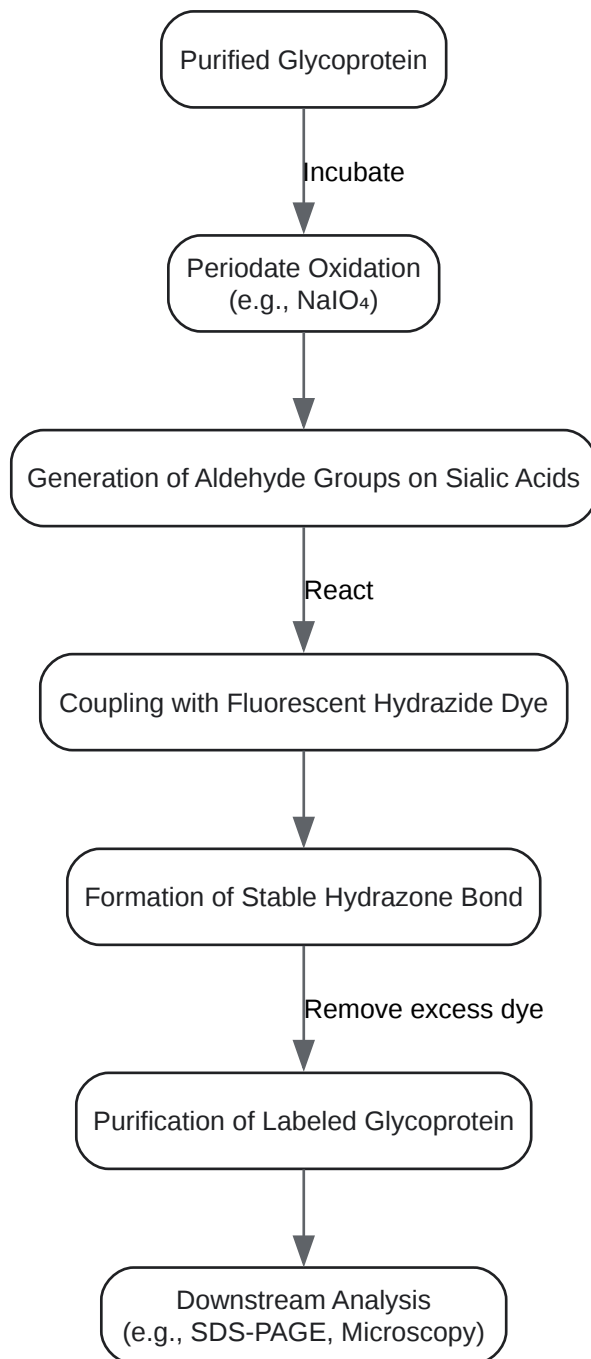 Purified Glycoprotein
Incubate
Periodate Oxidation
(e.g., NaIO₄)
Generation of Aldehyde Groups on Sialic Acids
React
Coupling with Fluorescent Hydrazide Dye
Formation of Stable Hydrazone Bond
Remove excess dye
Purification of Labeled Glycoprotein
Downstream Analysis
(e.g., SDS-PAGE, Microscopy)